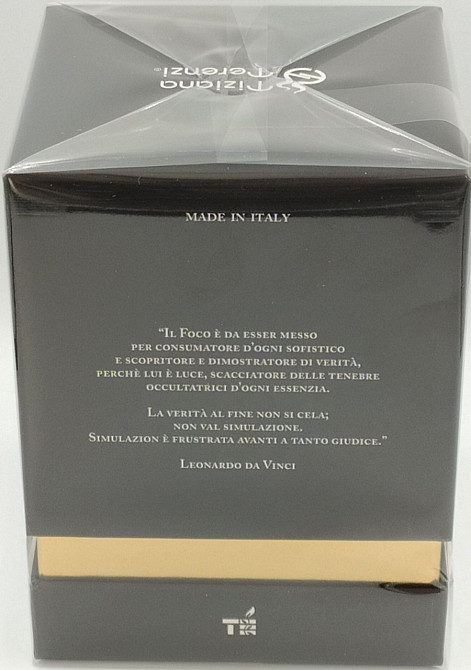 Tiziana
Terenzi
MADE IN ITALY
“IL FOCO È DA ESSER MESSO
PER CONSUMATORE D'OGNI SOFISTICO
E SCOPRITORE E DIMOSTRATORE DI VERITÀ,
PERCHÈ LUI È LUCE, SCACCIATORE DELLE TENEBRE
OCCULTATRICI D'OGNI ESSENZIA.
LA VERITÀ AL FINE NON SI CELA;
NON VAL SIMULAZIONE.
SIMULAZION È FRUSTRATA AVANTI A TANTO GIUDICE.”
LEONARDO DA VINCI